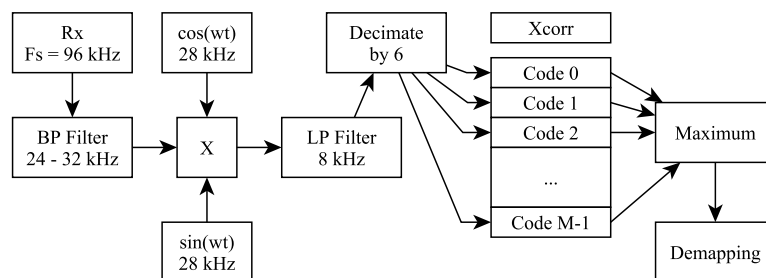 Rx
Fs = 96 kHz
cos(wt)
28 kHz
Decimate
by 6
Xcorr
Code 0
Code 1
Code 2
...
Code M-1
BP Filter
24 - 32 kHz
X
LP Filter
8 kHz
Maximum
sin(wt)
28 kHz
Demapping